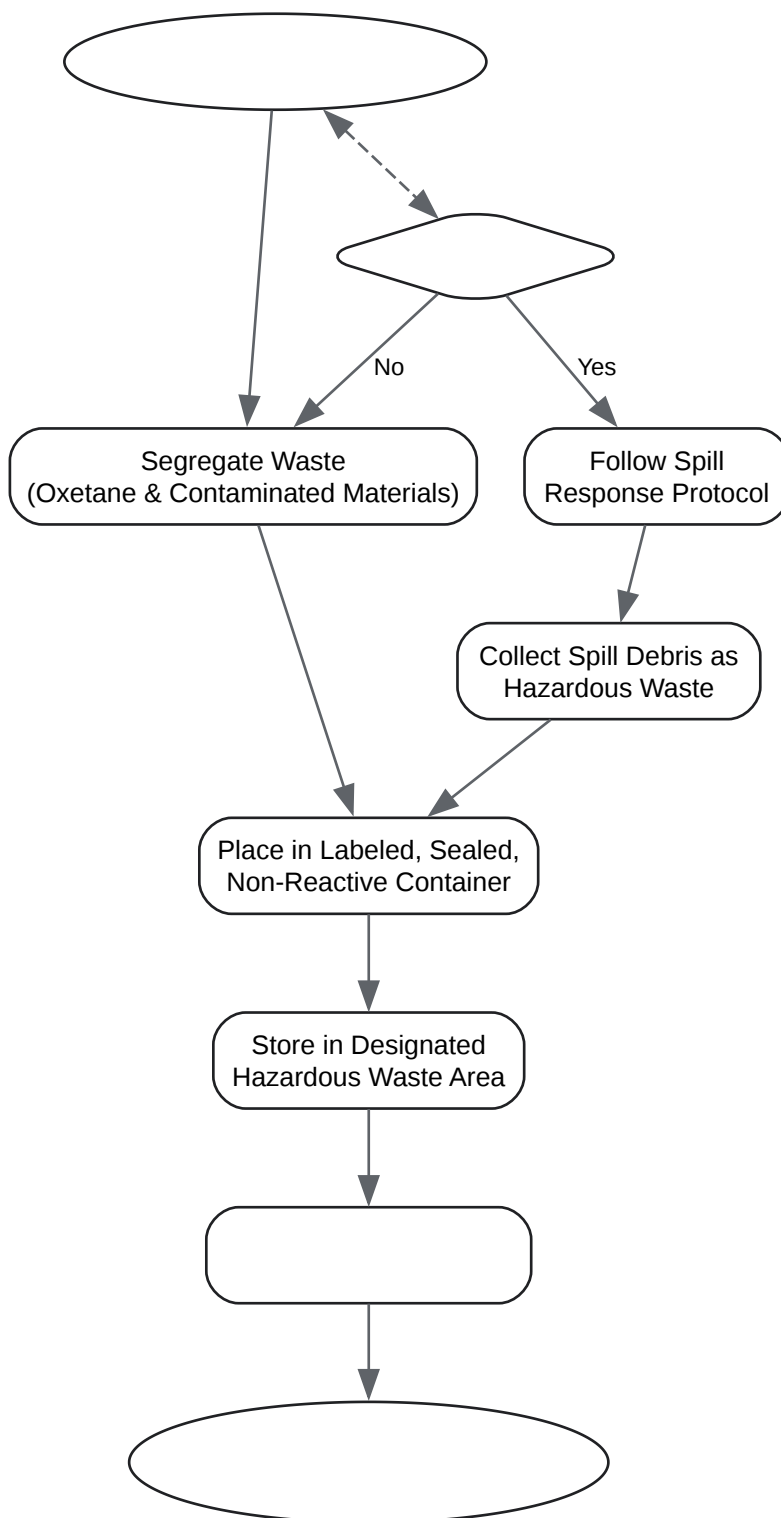 No
Yes
Segregate Waste
(Oxetane & Contaminated Materials)
Follow Spill
Response Protocol
Collect Spill Debris as
Hazardous Waste
Place in Labeled, Sealed,
Non-Reactive Container
Store in Designated
Hazardous Waste Area